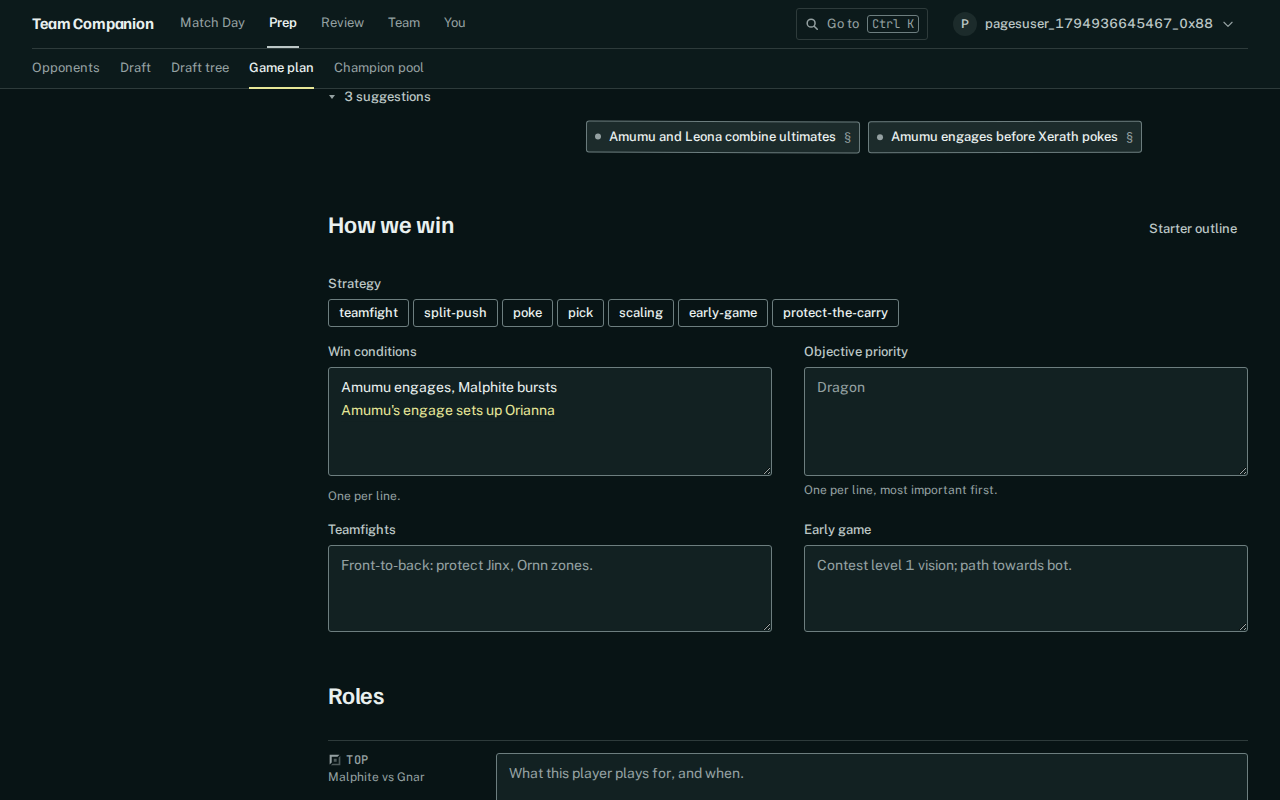 Team Companion Match Day Prep Review Team You Go to Ctrl K P pagesuser_1794936645467_0x88
Opponents Draft Draft tree Game plan Champion pool
3 suggestions
Amumu and Leona combine ultimates § Amumu engages before Xerath pokes §
How we win Starter outline
Strategy
teamfight split-push poke pick scaling early-game protect-the-carry
Win conditions Objective priority
Amumu engages, Malphite bursts Dragon
Amumu's engage sets up Orianna
One per line. One per line, most important first.
Teamfights Early game
Front-to-back: protect Jinx, Ornn zones. Contest level 1 vision; path towards bot.
Roles
TOP What this player plays for, and when.
Malphite vs Gnar